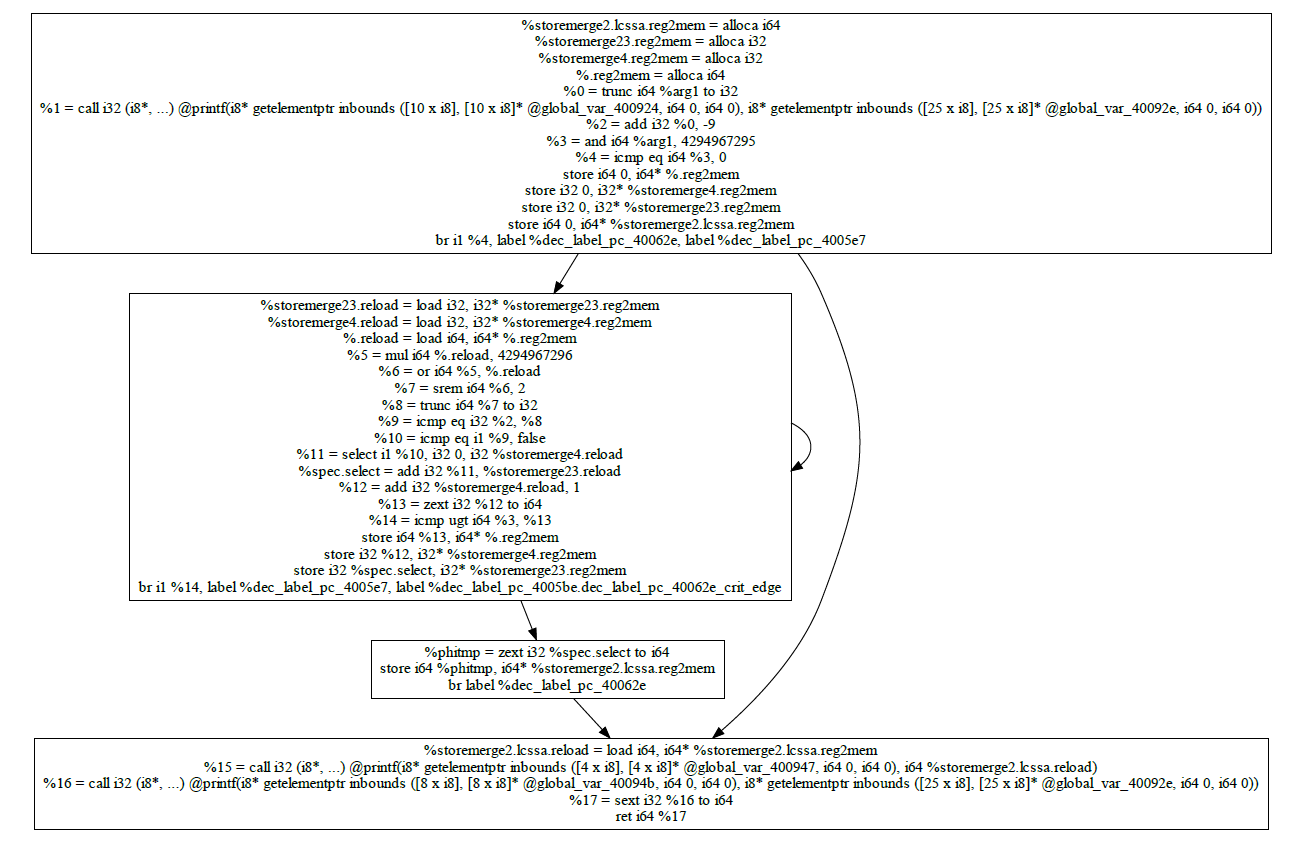 %storemerge2.lcssa.reg2mem = alloca i64
%storemerge23.reg2mem = alloca i32
%storemerge4.reg2mem = alloca i32
%.reg2mem = alloca i64
%0 = trunc i64 %arg1 to i32
%1 = call i32 (i8*, ...) @printf(i8* getelementptr inbounds ([10 x i8], [10 x i8]* @global_var_400924, i64 0, i64 0), i8* getelementptr inbounds ([25 x i8], [25 x i8]* @global_var_40092e, i64 0, i64 0))
%2 = add i32 %0, -9
%3 = and i64 %arg1, 4294967295
%4 = icmp eq i64 %3, 0
store i64 0, i64* %.reg2mem
store i32 0, i32* %storemerge4.reg2mem
store i32 0, i32* %storemerge23.reg2mem
store i64 0, i64* %storemerge2.lcssa.reg2mem
br i1 %4, label %dec_label_pc_40062e, label %dec_label_pc_4005e7
%storemerge23.reload = load i32, i32* %storemerge23.reg2mem
%storemerge4.reload = load i32, i32* %storemerge4.reg2mem
%.reload = load i64, i64* %.reg2mem
%5 = mul i64 %.reload, 4294967296
%6 = or i64 %5, %.reload
%7 = srem i64 %6, 2
%8 = trunc i64 %7 to i32
%9 = icmp eq i32 %2, %8
%10 = icmp eq i1 %9, false
%11 = select i1 %10, i32 0, i32 %storemerge4.reload
%spec.select = add i32 %11, %storemerge23.reload
%12 = add i32 %storemerge4.reload, 1
%13 = zext i32 %12 to i64
%14 = icmp ugt i64 %3, %13
store i64 %13, i64* %.reg2mem
store i32 %12, i32* %storemerge4.reg2mem
store i32 %spec.select, i32* %storemerge23.reg2mem
br i1 %14, label %dec_label_pc_4005e7, label %dec_label_pc_4005be.dec_label_pc_40062e_crit_edge
%phitmp = zext i32 %spec.select to i64
store i64 %phitmp, i64* %storemerge2.lcssa.reg2mem
br label %dec_label_pc_40062e
%storemerge2.lcssa.reload = load i64, i64* %storemerge2.lcssa.reg2mem
%15 = call i32 (i8*, ...) @printf(i8* getelementptr inbounds ([4 x i8], [4 x i8]* @global_var_400947, i64 0, i64 0), i64 %storemerge2.lcssa.reload)
%16 = call i32 (i8*, ...) @printf(i8* getelementptr inbounds ([8 x i8], [8 x i8]* @global_var_40094b, i64 0, i64 0), i8* getelementptr inbounds ([25 x i8], [25 x i8]* @global_var_40092e, i64 0, i64 0))
%17 = sext i32 %16 to i64
ret i64 %17